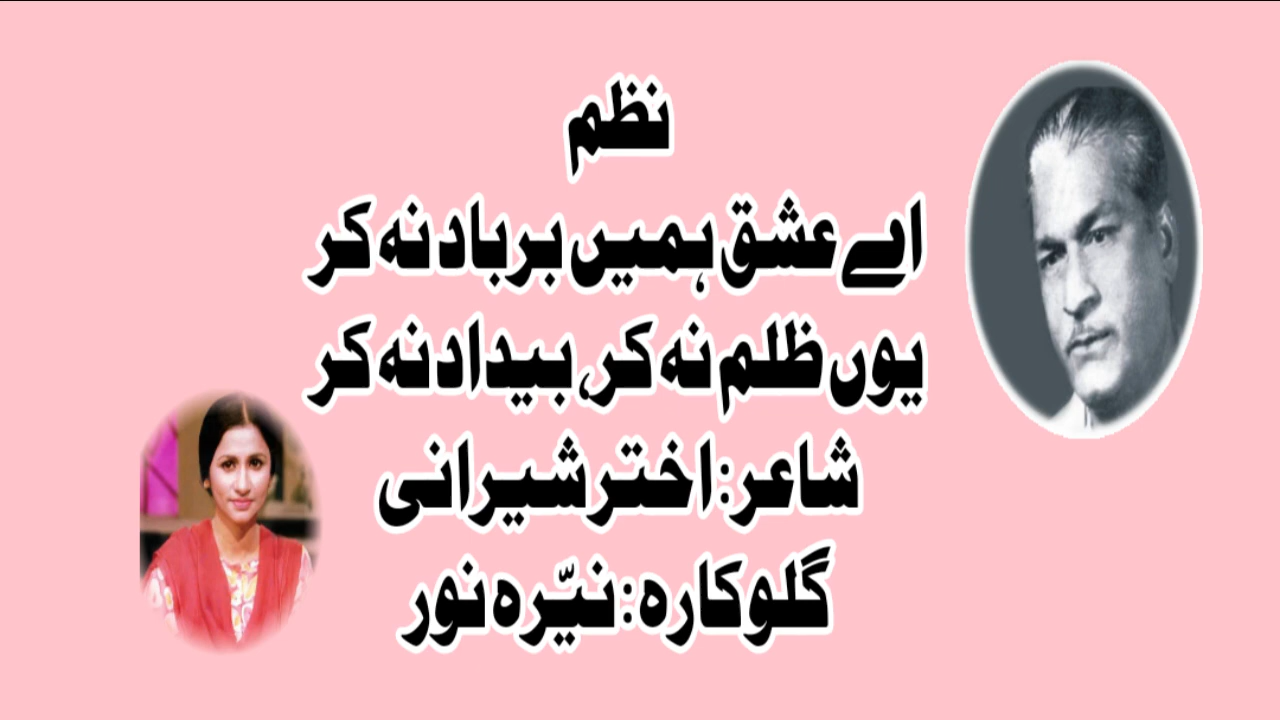 نظم
اے عشق ہمیں برباد نہ کر
یوں ظلم نہ کر، بیداد نہ کر
شاعر: اختر شیرانی
گلوکارہ: نیّرہ نور